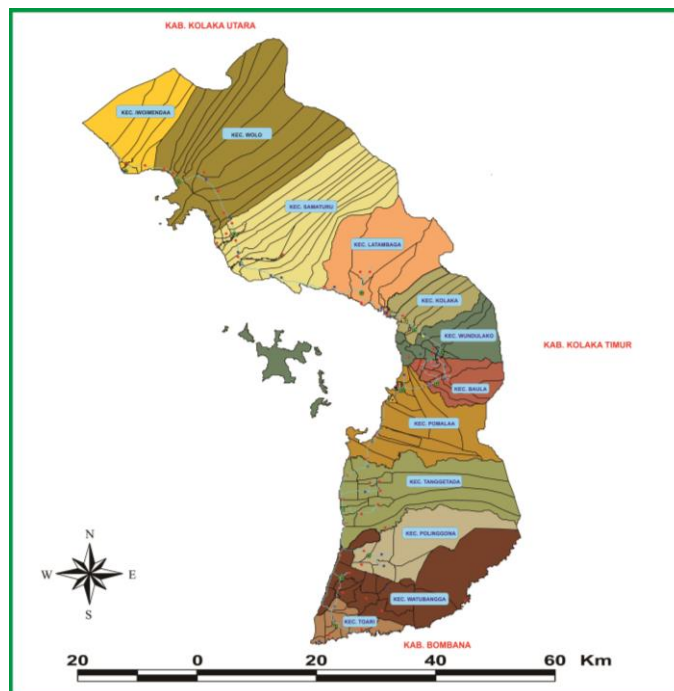 KAB. KOLAKA UTARA
KEC. IWOIMENDAA
KEC. WOLO
KEC. SAMATURU
KEC. LATAMBAGA
KEC. KOLAKA
KEC. WUNDULAKO
KAB. KOLAKA TIMUR
KEC. BAULA
KEC. POMALAA
KEC. TANGGETADA
KEC. POLINGGONA
N
W E
S
KEC. WATUBANGGA
KEC. TOARI
KAB. BOMBANA
20 0 20 40 60 Km